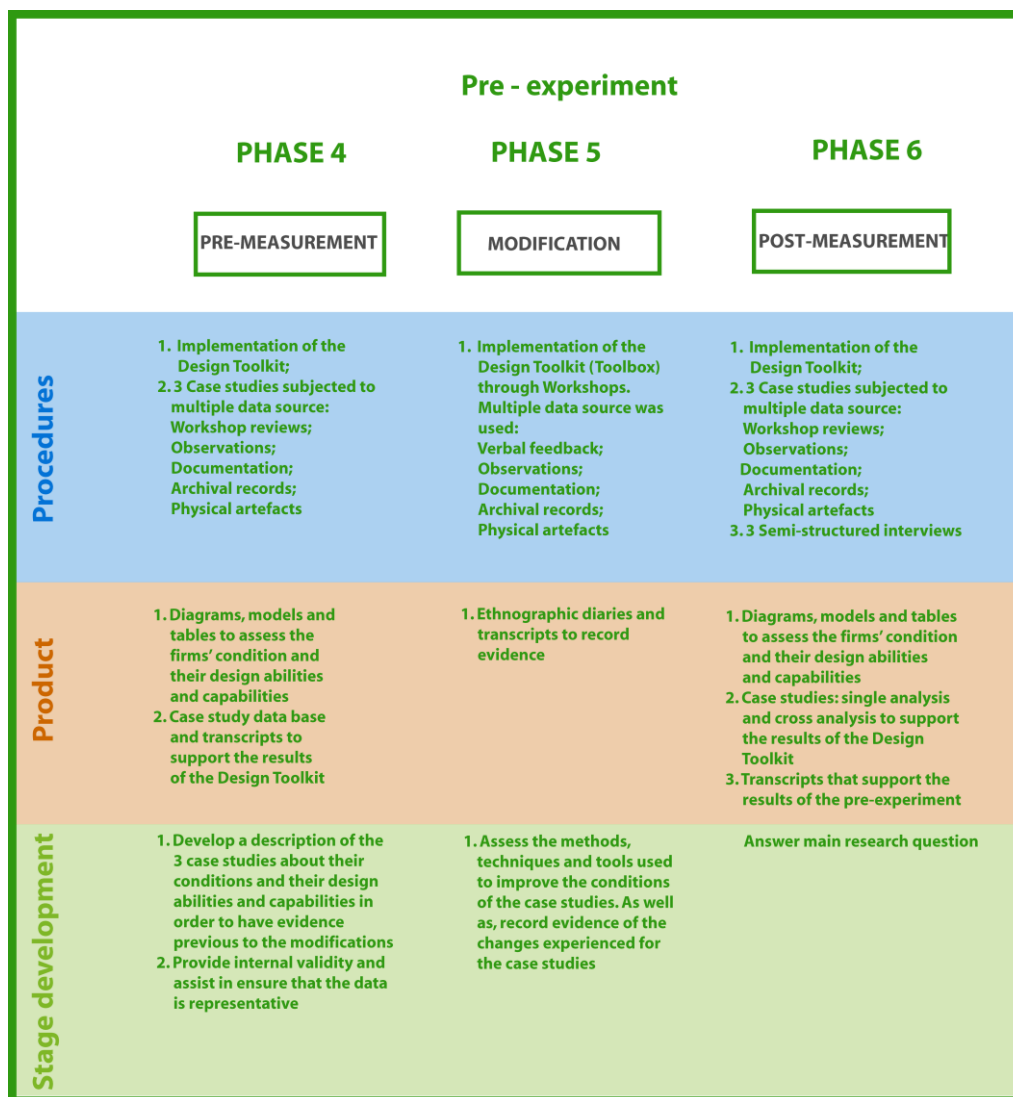 Pre - experiment
PHASE 4
PHASE 5
PHASE 6
PRE-MEASUREMENT
MODIFICATION
POST-MEASUREMENT
Procedures
1. Implementation of the
Design Toolkit;
2. 3 Case studies subjected to
multiple data source:
Workshop reviews;
Observations;
Documentation;
Archival records;
Physical artefacts
1. Implementation of the
Design Toolkit (Toolbox)
through Workshops.
Multiple data source was
used:
Verbal feedback;
Observations;
Documentation;
Archival records;
Physical artefacts
1. Implementation of the
Design Toolkit;
2. 3 Case studies subjected to
multiple data source:
Workshop reviews;
Observations;
Documentation;
Archival records;
Physical artefacts
3. 3 Semi-structured interviews
Product
1. Diagrams, models and
tables to assess the
firms' condition and
their design abilities
and capabilities
2. Case study data base
and transcripts to
support the results
of the Design Toolkit
1. Ethnographic diaries and
transcripts to record
evidence
1. Diagrams, models and tables
to assess the firms' condition
and their design abilities
and capabilities
2. Case studies: single analysis
and cross analysis to support
the results of the Design
Toolkit
3. Transcripts that support the
results of the pre-experiment
Stage development
1. Develop a description of the
3 case studies about their
conditions and their design
abilities and capabilities in
order to have evidence
previous to the modifications
2. Provide internal validity and
assist in ensure that the data
is representative
1. Assess the methods,
techniques and tools used
to improve the conditions
of the case studies. As well
as, record evidence of the
changes experienced for
the case studies
Answer main research question